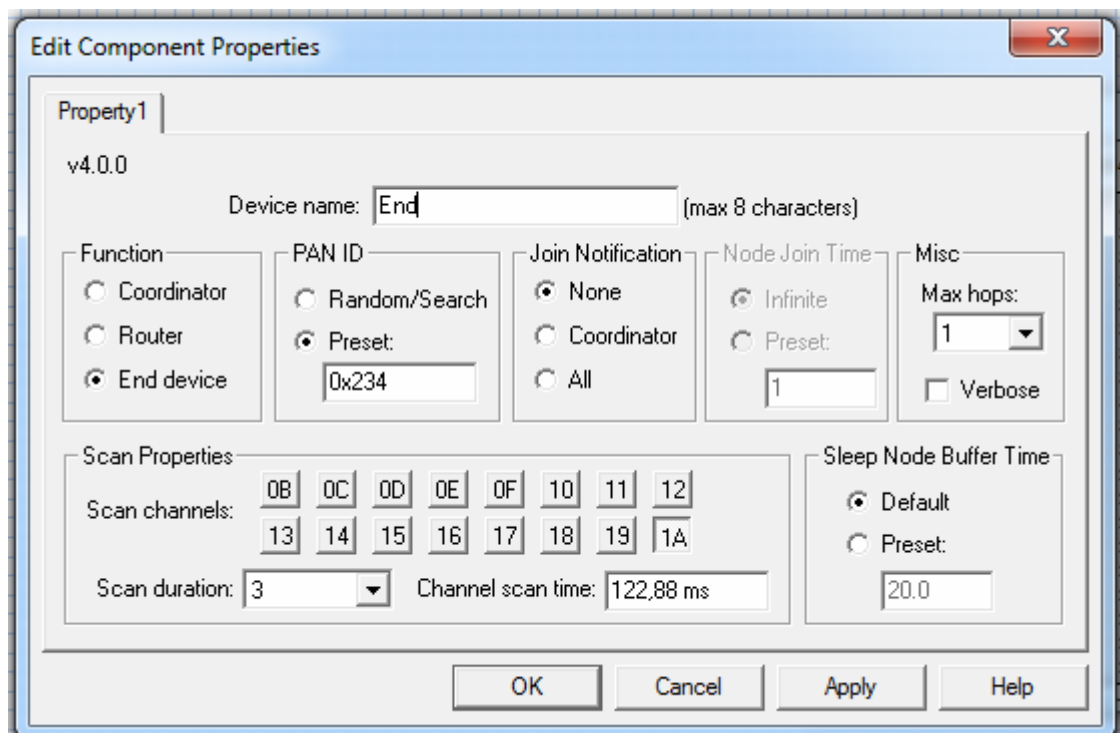 Edit Component Properties
Property1
v4.0.0
Device name: End (max 8 characters)
Function
Coordinator
Router
End device
PAN ID
Random/Search
Preset:
0x234
Join Notification
None
Coordinator
All
Node Join Time
Infinite
Preset:
1
Misc
Max hops:
1
Verbose
Scan Properties
Scan channels:
0B 0C 0D 0E 0F 10 11 12
13 14 15 16 17 18 19 1A
Scan duration: 3 Channel scan time: 122,88 ms
Sleep Node Buffer Time
Default
Preset:
20.0
OK Cancel Apply Help